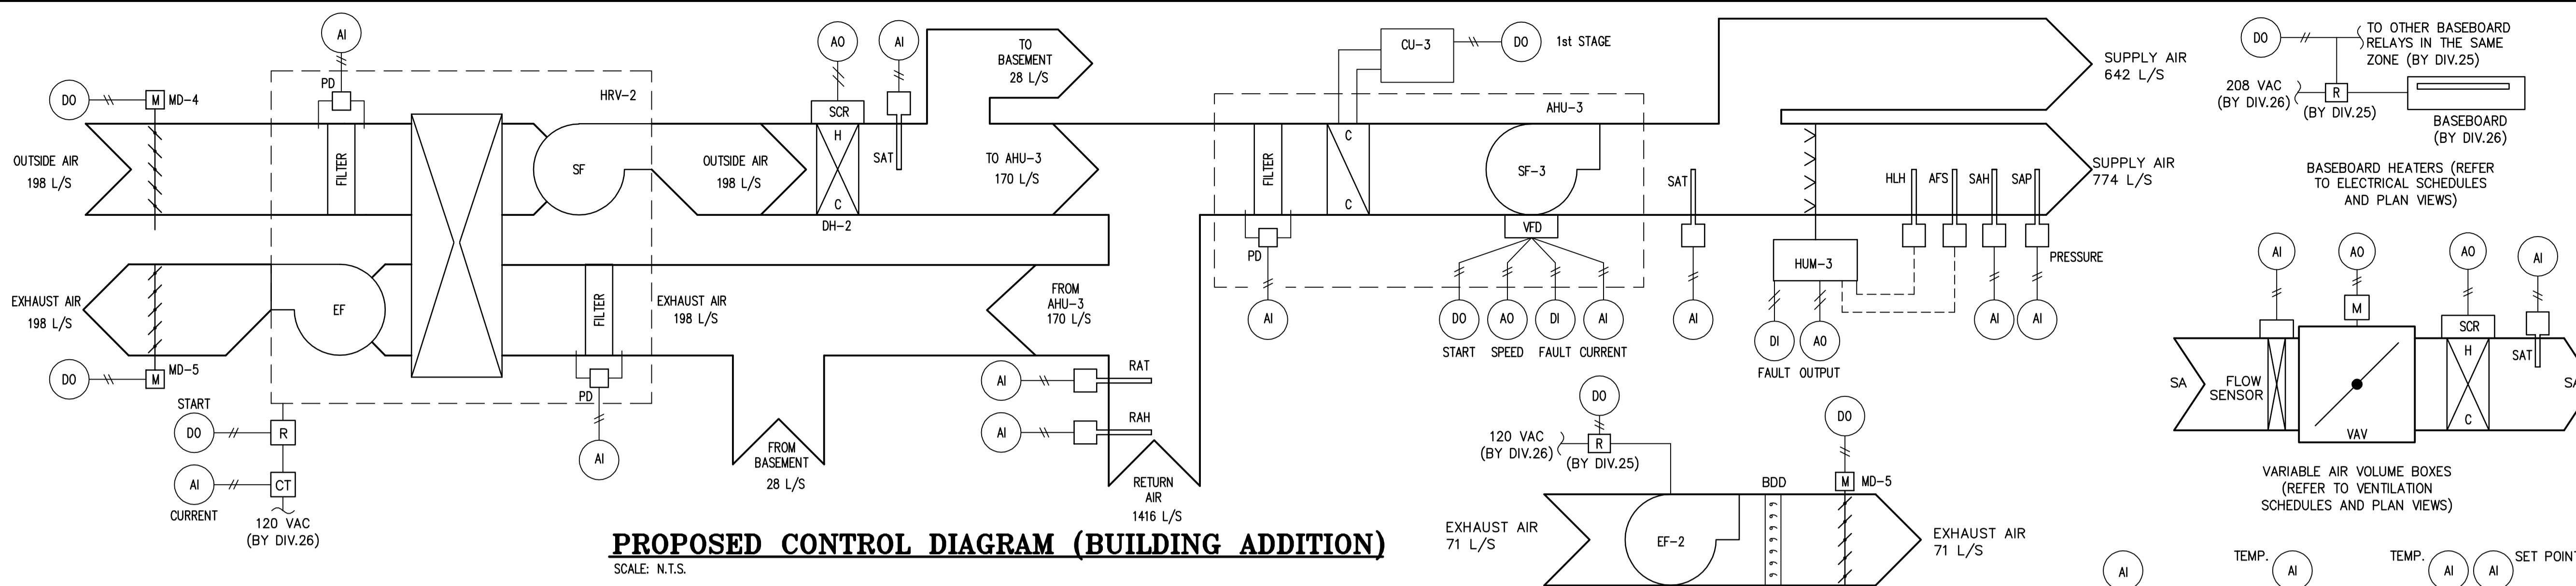 AI
PD
HRV-2
DO
M
MD-4
FILTER
OUTSIDE AIR
198 L/S
SF
OUTSIDE AIR
198 L/S
AO
SCR
H
C
DH-2
AI
SAT
TO
BASEMENT
28 L/S
TO AHU-3
170 L/S
EXHAUST AIR
198 L/S
DO
M
MD-5
EF
FILTER
PD
AI
EXHAUST AIR
198 L/S
START
DO
R
AI
CT
CURRENT
120 VAC
(BY DIV.26)
FROM
BASEMENT
28 L/S
FROM
AHU-3
170 L/S
AI
RAT
AI
RAH
RETURN
AIR
1416 L/S
CU-3
DO
1st STAGE
AHU-3
FILTER
PD
AI
C
C
SF-3
VFD
DO
AO
DI
AI
START
SPEED
FAULT
CURRENT
SAT
AI
HUM-3
DI
AO
FAULT
OUTPUT
HLH
AFS
SAH
SAP
AI
AI
PRESSURE
SUPPLY AIR
642 L/S
SUPPLY AIR
774 L/S
DO
120 VAC
(BY DIV.26)
R
(BY DIV.25)
EXHAUST AIR
71 L/S
EF-2
BDD
DO
M
MD-5
EXHAUST AIR
71 L/S
DO
TO OTHER BASEBOARD
RELAYS IN THE SAME
ZONE (BY DIV.25)
208 VAC
(BY DIV.26)
R
(BY DIV.25)
BASEBOARD
(BY DIV.26)
BASEBOARD HEATERS (REFER
TO ELECTRICAL SCHEDULES
AND PLAN VIEWS)
AI
AO
AO
AI
M
SCR
SA
FLOW
SENSOR
VAV
H
C
SAT
SA
VARIABLE AIR VOLUME BOXES
(REFER TO VENTILATION
SCHEDULES AND PLAN VIEWS)
AI
TEMP.
AI
TEMP.
AI
AI
SET POINT
PROPOSED CONTROL DIAGRAM (BUILDING ADDITION)
SCALE: N.T.S.